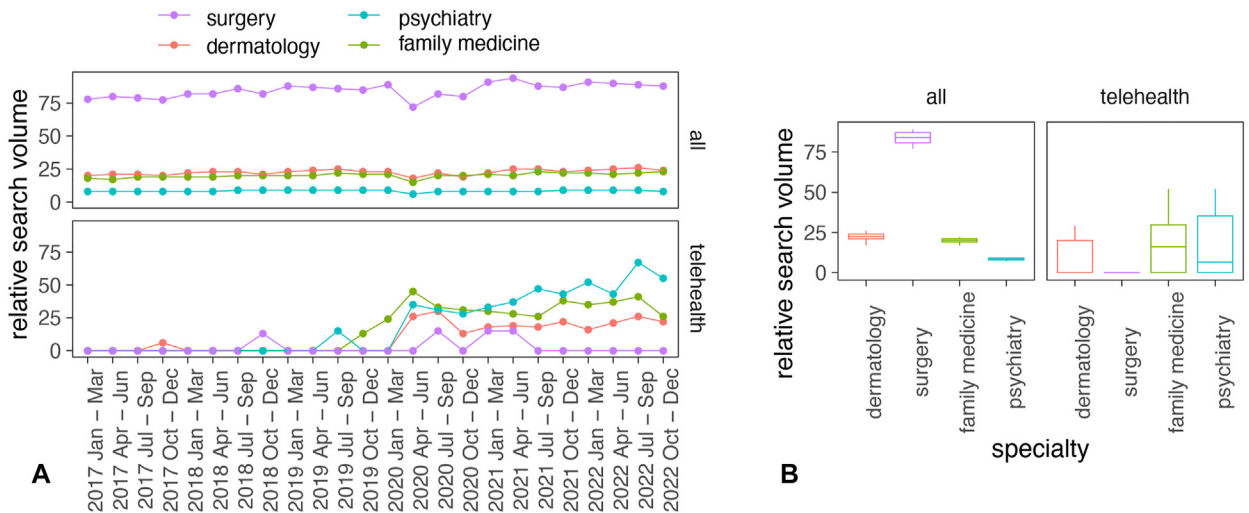 surgery
dermatology
psychiatry
family medicine
relative search volume
75
50
25
0
all
75
50
25
0
telehealth
2017 Jan – Mar
2017 Apr – Jun
2017 Jul – Sep
2017 Oct – Dec
2018 Jan – Mar
2018 Apr – Jun
2018 Jul – Sep
2018 Oct – Dec
2019 Jan – Mar
2019 Apr – Jun
2019 Jul – Sep
2019 Oct – Dec
2020 Jan – Mar
2020 Apr – Jun
2020 Jul – Sep
2020 Oct – Dec
2021 Jan – Mar
2021 Apr – Jun
2021 Jul – Sep
2021 Oct – Dec
2022 Jan – Mar
2022 Apr – Jun
2022 Jul – Sep
2022 Oct – Dec
A
all
telehealth
relative search volume
75
50
25
0
dermatology
surgery
family medicine
psychiatry
dermatology
surgery
family medicine
psychiatry
specialty
B